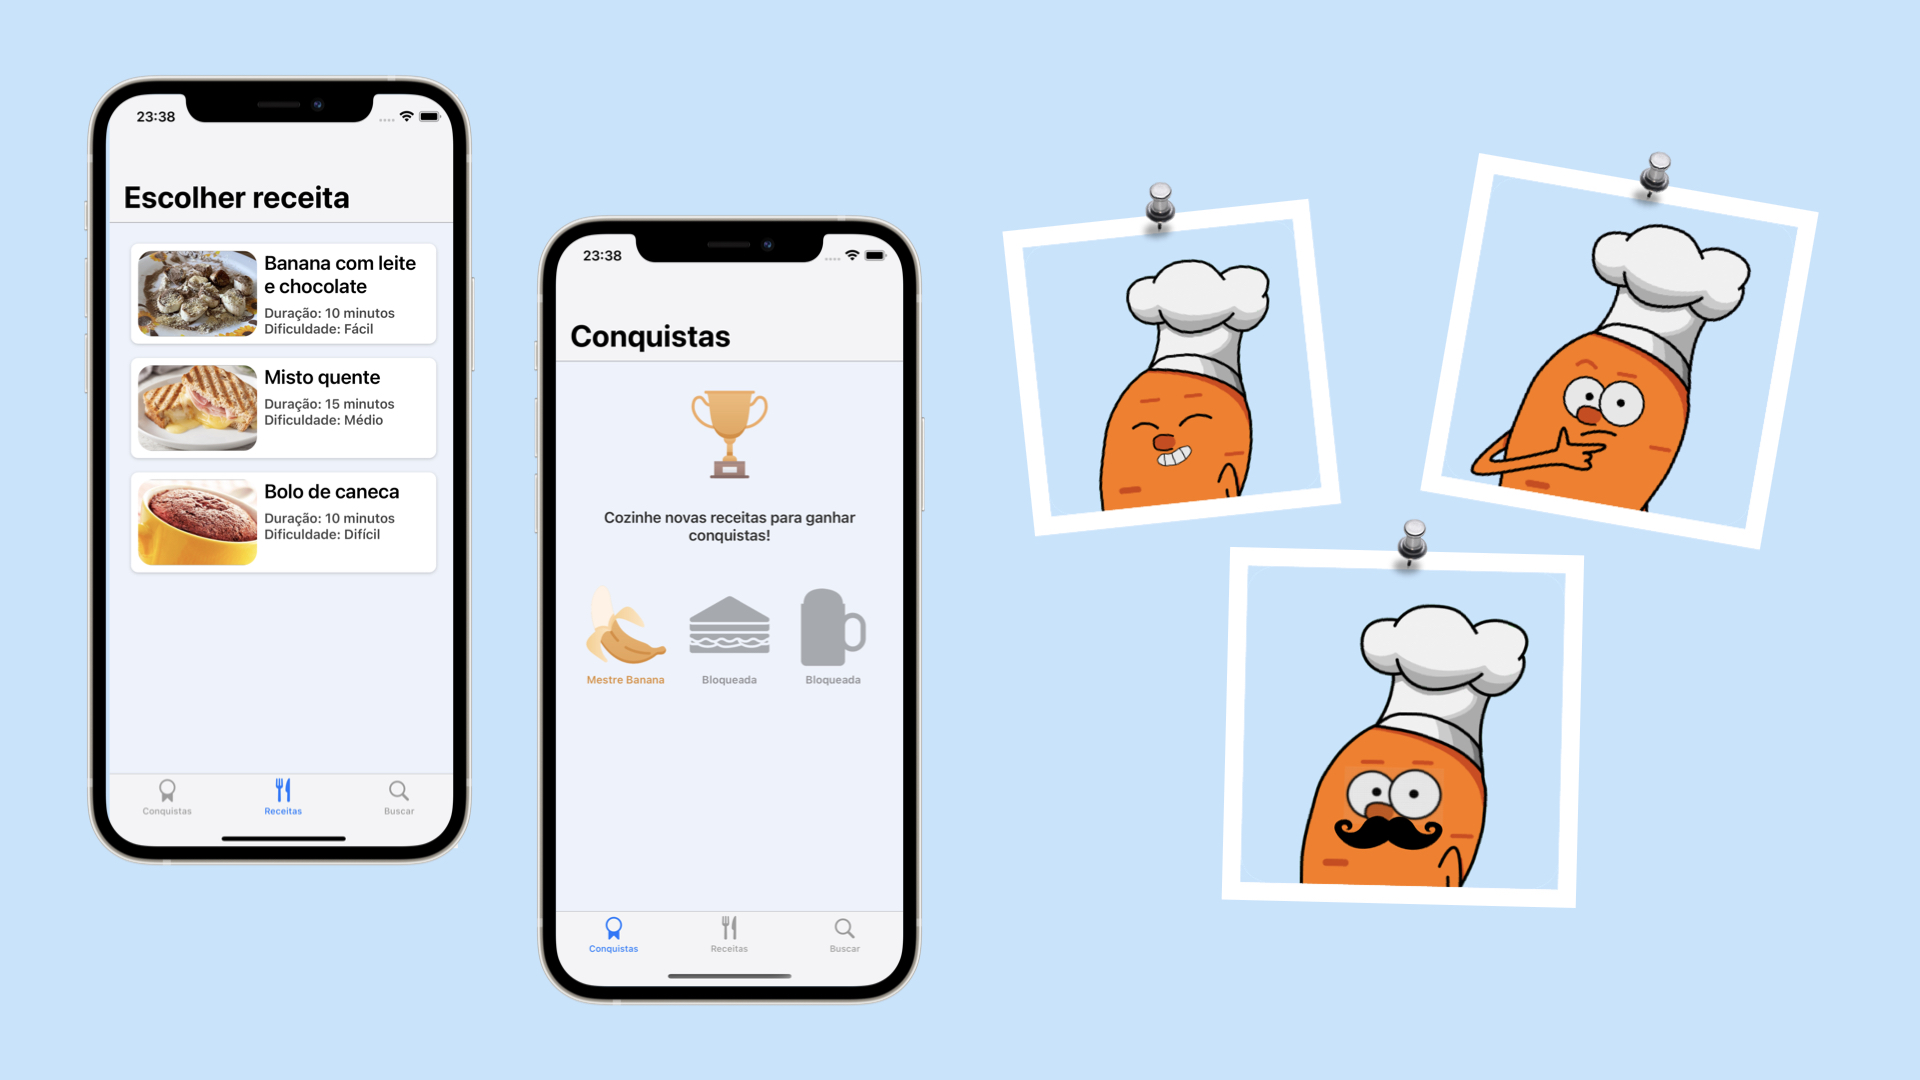 23:38
Escolher receita
Banana com leite
e chocolate
Duração: 10 minutos
Dificuldade: Fácil
Misto quente
Duração: 15 minutos
Dificuldade: Médio
Bolo de caneca
Duração: 10 minutos
Dificuldade: Difícil
Conquistas
Receitas
Buscar
23:38
Conquistas
Cozinhe novas receitas para ganhar
conquistas!
Mestre Banana
Bloqueada
Bloqueada
Conquistas
Receitas
Buscar